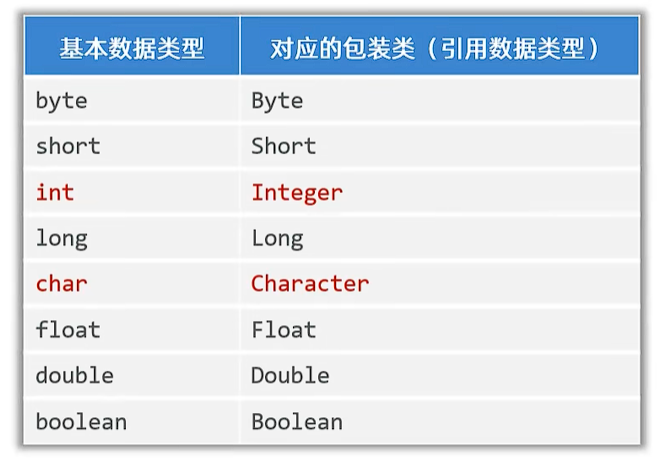 基本数据类型 对应的包装类（引用数据类型）
byte Byte
short Short
int Integer
long Long
char Character
float Float
double Double
boolean Boolean